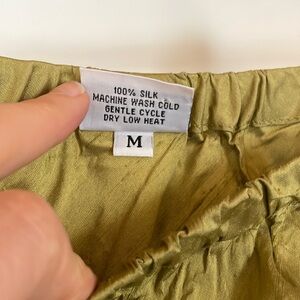 100% SILK
MACHINE WASH COLD
GENTLE CYCLE
DRY LOW HEAT
M